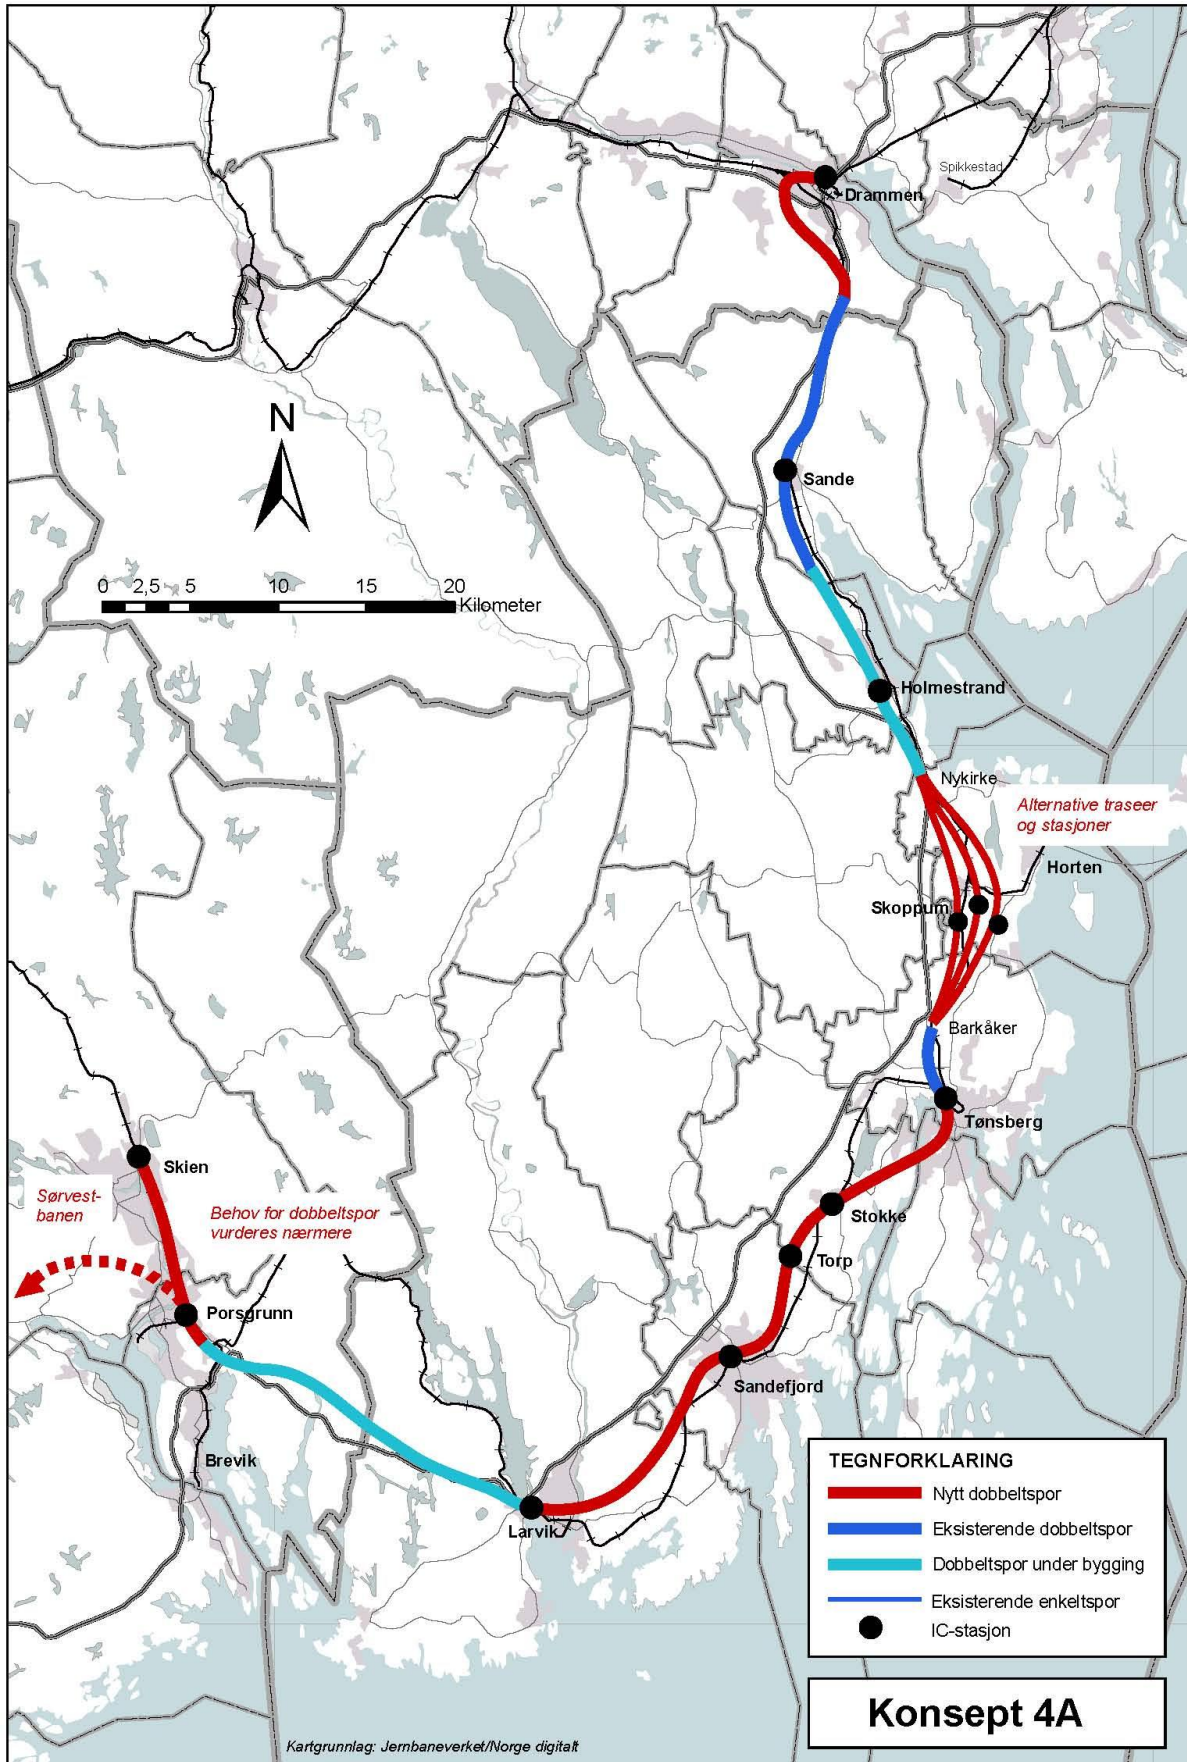 Spikkestad
Drammen
N
Sande
0 2,5 5 10 15 20
Kilometer
Holmestrand
Nykirke
Alternative traseer
og stasjoner
Horten
Skoppum
Barkåker
Tønsberg
Skien
Sørvest-
banen
Behov for dobbeltspor
vurderes nærmere
Stokke
Torp
Porsgrunn
Sandefjord
Brevik
Larvik
TEGNFORKLARING
Nytt dobbeltspor
Eksisterende dobbeltspor
Dobbeltspor under bygging
Eksisterende enkeltspor
IC-stasjon
Konsept 4A
Kartgrunnlag: Jernbaneverket/Norge digitalt